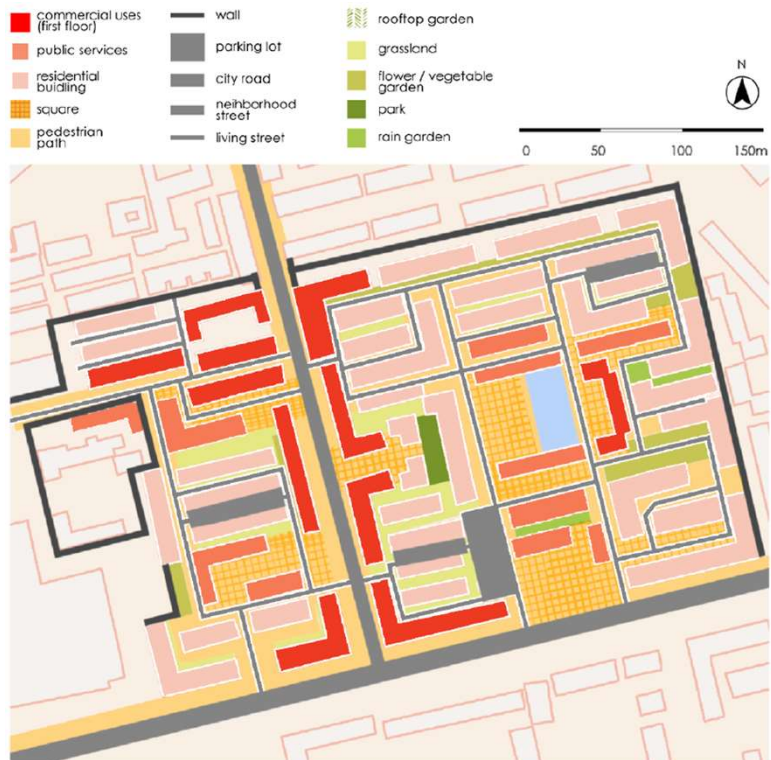 commercial uses
(first floor)
public services
residential
buidling
square
pedestrian
path
wall
parking lot
city road
neihborhood
street
living street
rooftop garden
grassland
flower / vegetable
garden
park
rain garden
N
0 50 100 150m